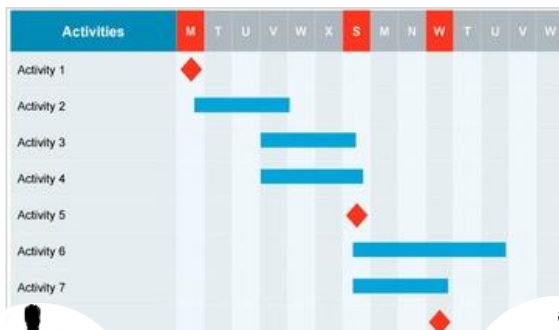 Activities M T U V W X S M N W T U V W
Activity 1
Activity 2
Activity 3
Activity 4
Activity 5
Activity 6
Activity 7